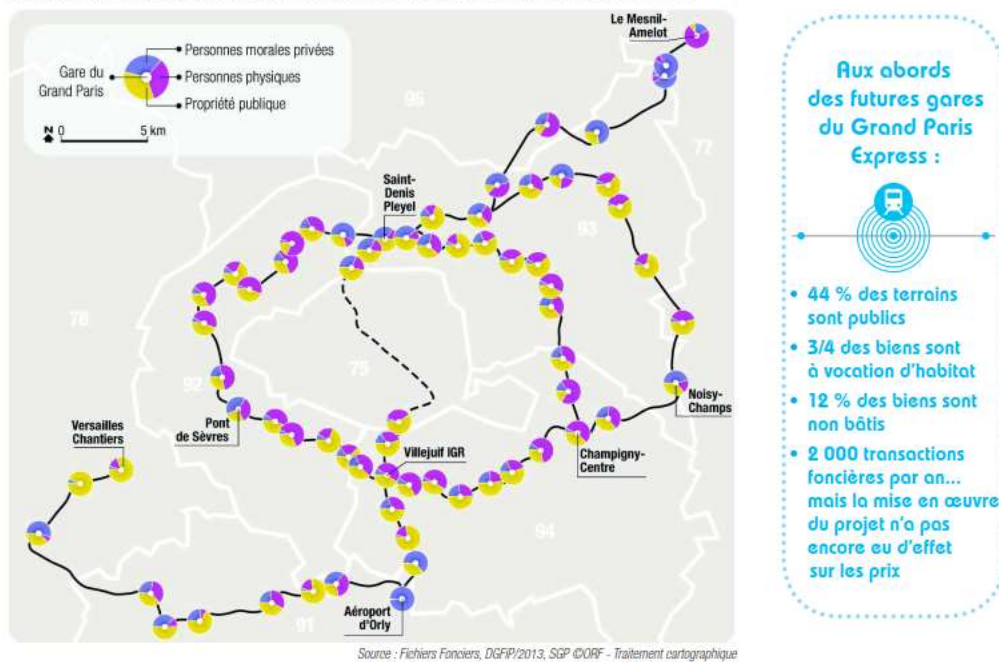 Le Mesnil-
Amelot
Personnes morales privées
Gare du
Grand Paris
Personnes physiques
Propriété publique
N 0 5 km
95
77
Saint-
Denis
Pleyel
93
78
75
92
Noisy-
Champs
Versailles
Chantiers
Pont
de Sèvres
Villejuif IGR
Champigny-
Centre
94
Aéroport
d'Orly
91
Source : Fichiers Fonciers, DGFiP/2013, SGP ©ORF - Traitement cartographique
Aux abords
des futures gares
du Grand Paris
Express :
• 44 % des terrains
sont publics
• 3/4 des biens sont
à vocation d'habitat
• 12 % des biens sont
non bâtis
• 2 000 transactions
foncières par an...
mais la mise en œuvre
du projet n'a pas
encore eu d'effet
sur les prix